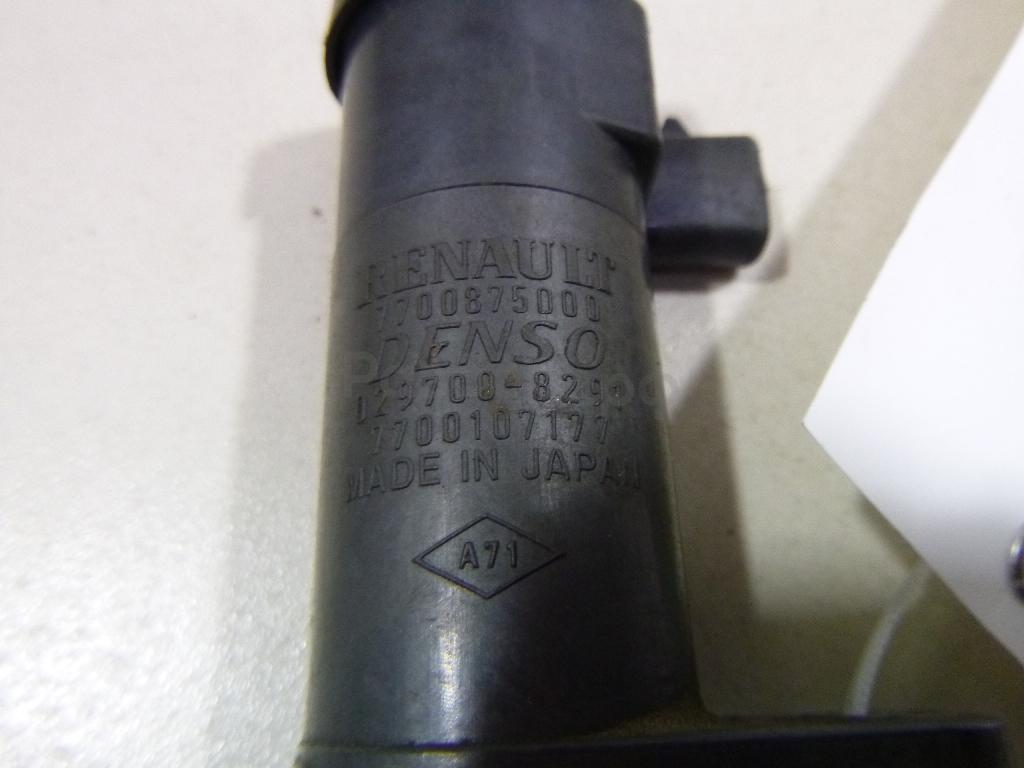 RENAULT
7700875000
DENSO
7700107177
MADE IN JAPAN
A71